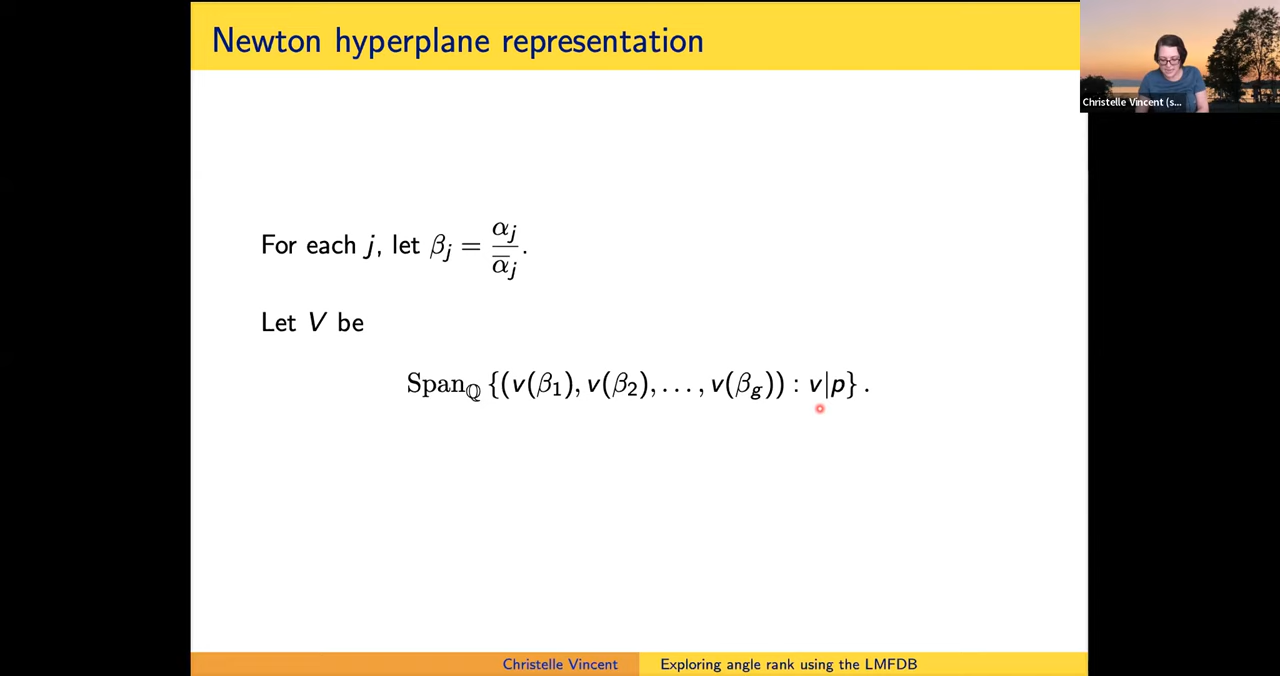 Newton hyperplane representation
Christelle Vincent (s...
For each j, let β_j = α_j / ᾱ_j.
Let V be
Span_ℚ {(v(β_1), v(β_2), . . . , v(β_g)) : v|p} .
Christelle Vincent Exploring angle rank using the LMFDB